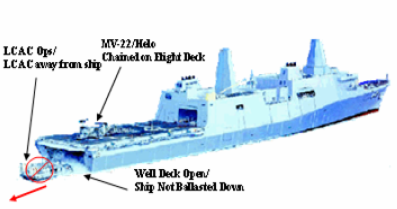 LCAC Ops/
LCAC away from ship
MV-22/Helo
Chained on Flight Deck
Well Deck Open/
Ship Not Ballasted Down